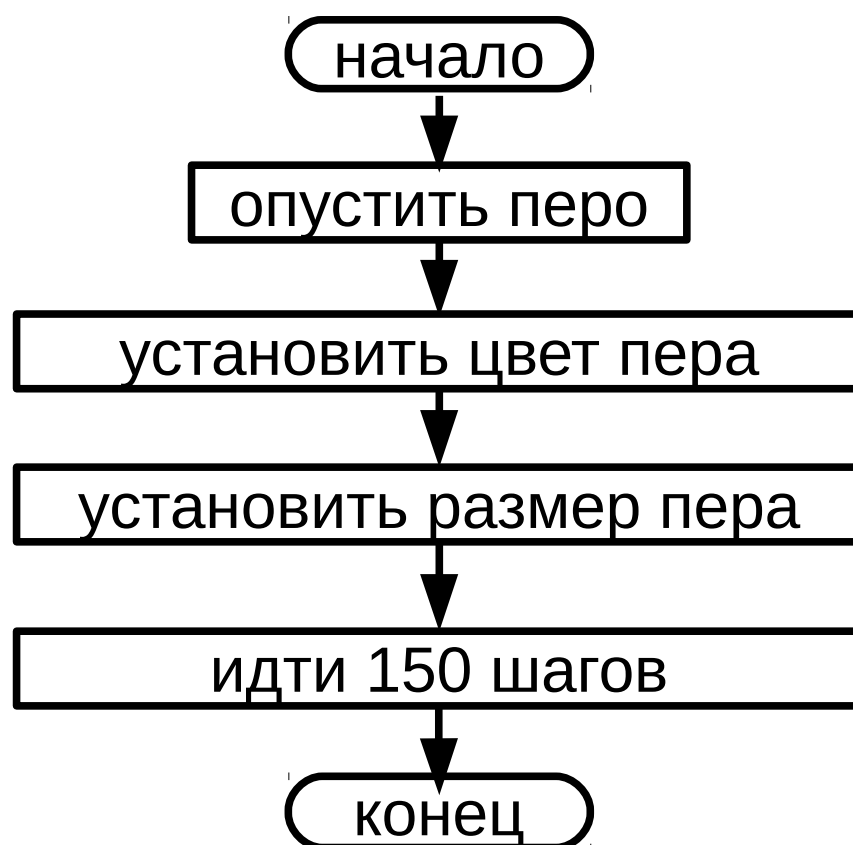 начало
опустить перо
установить цвет пера
установить размер пера
идти 150 шагов
конец